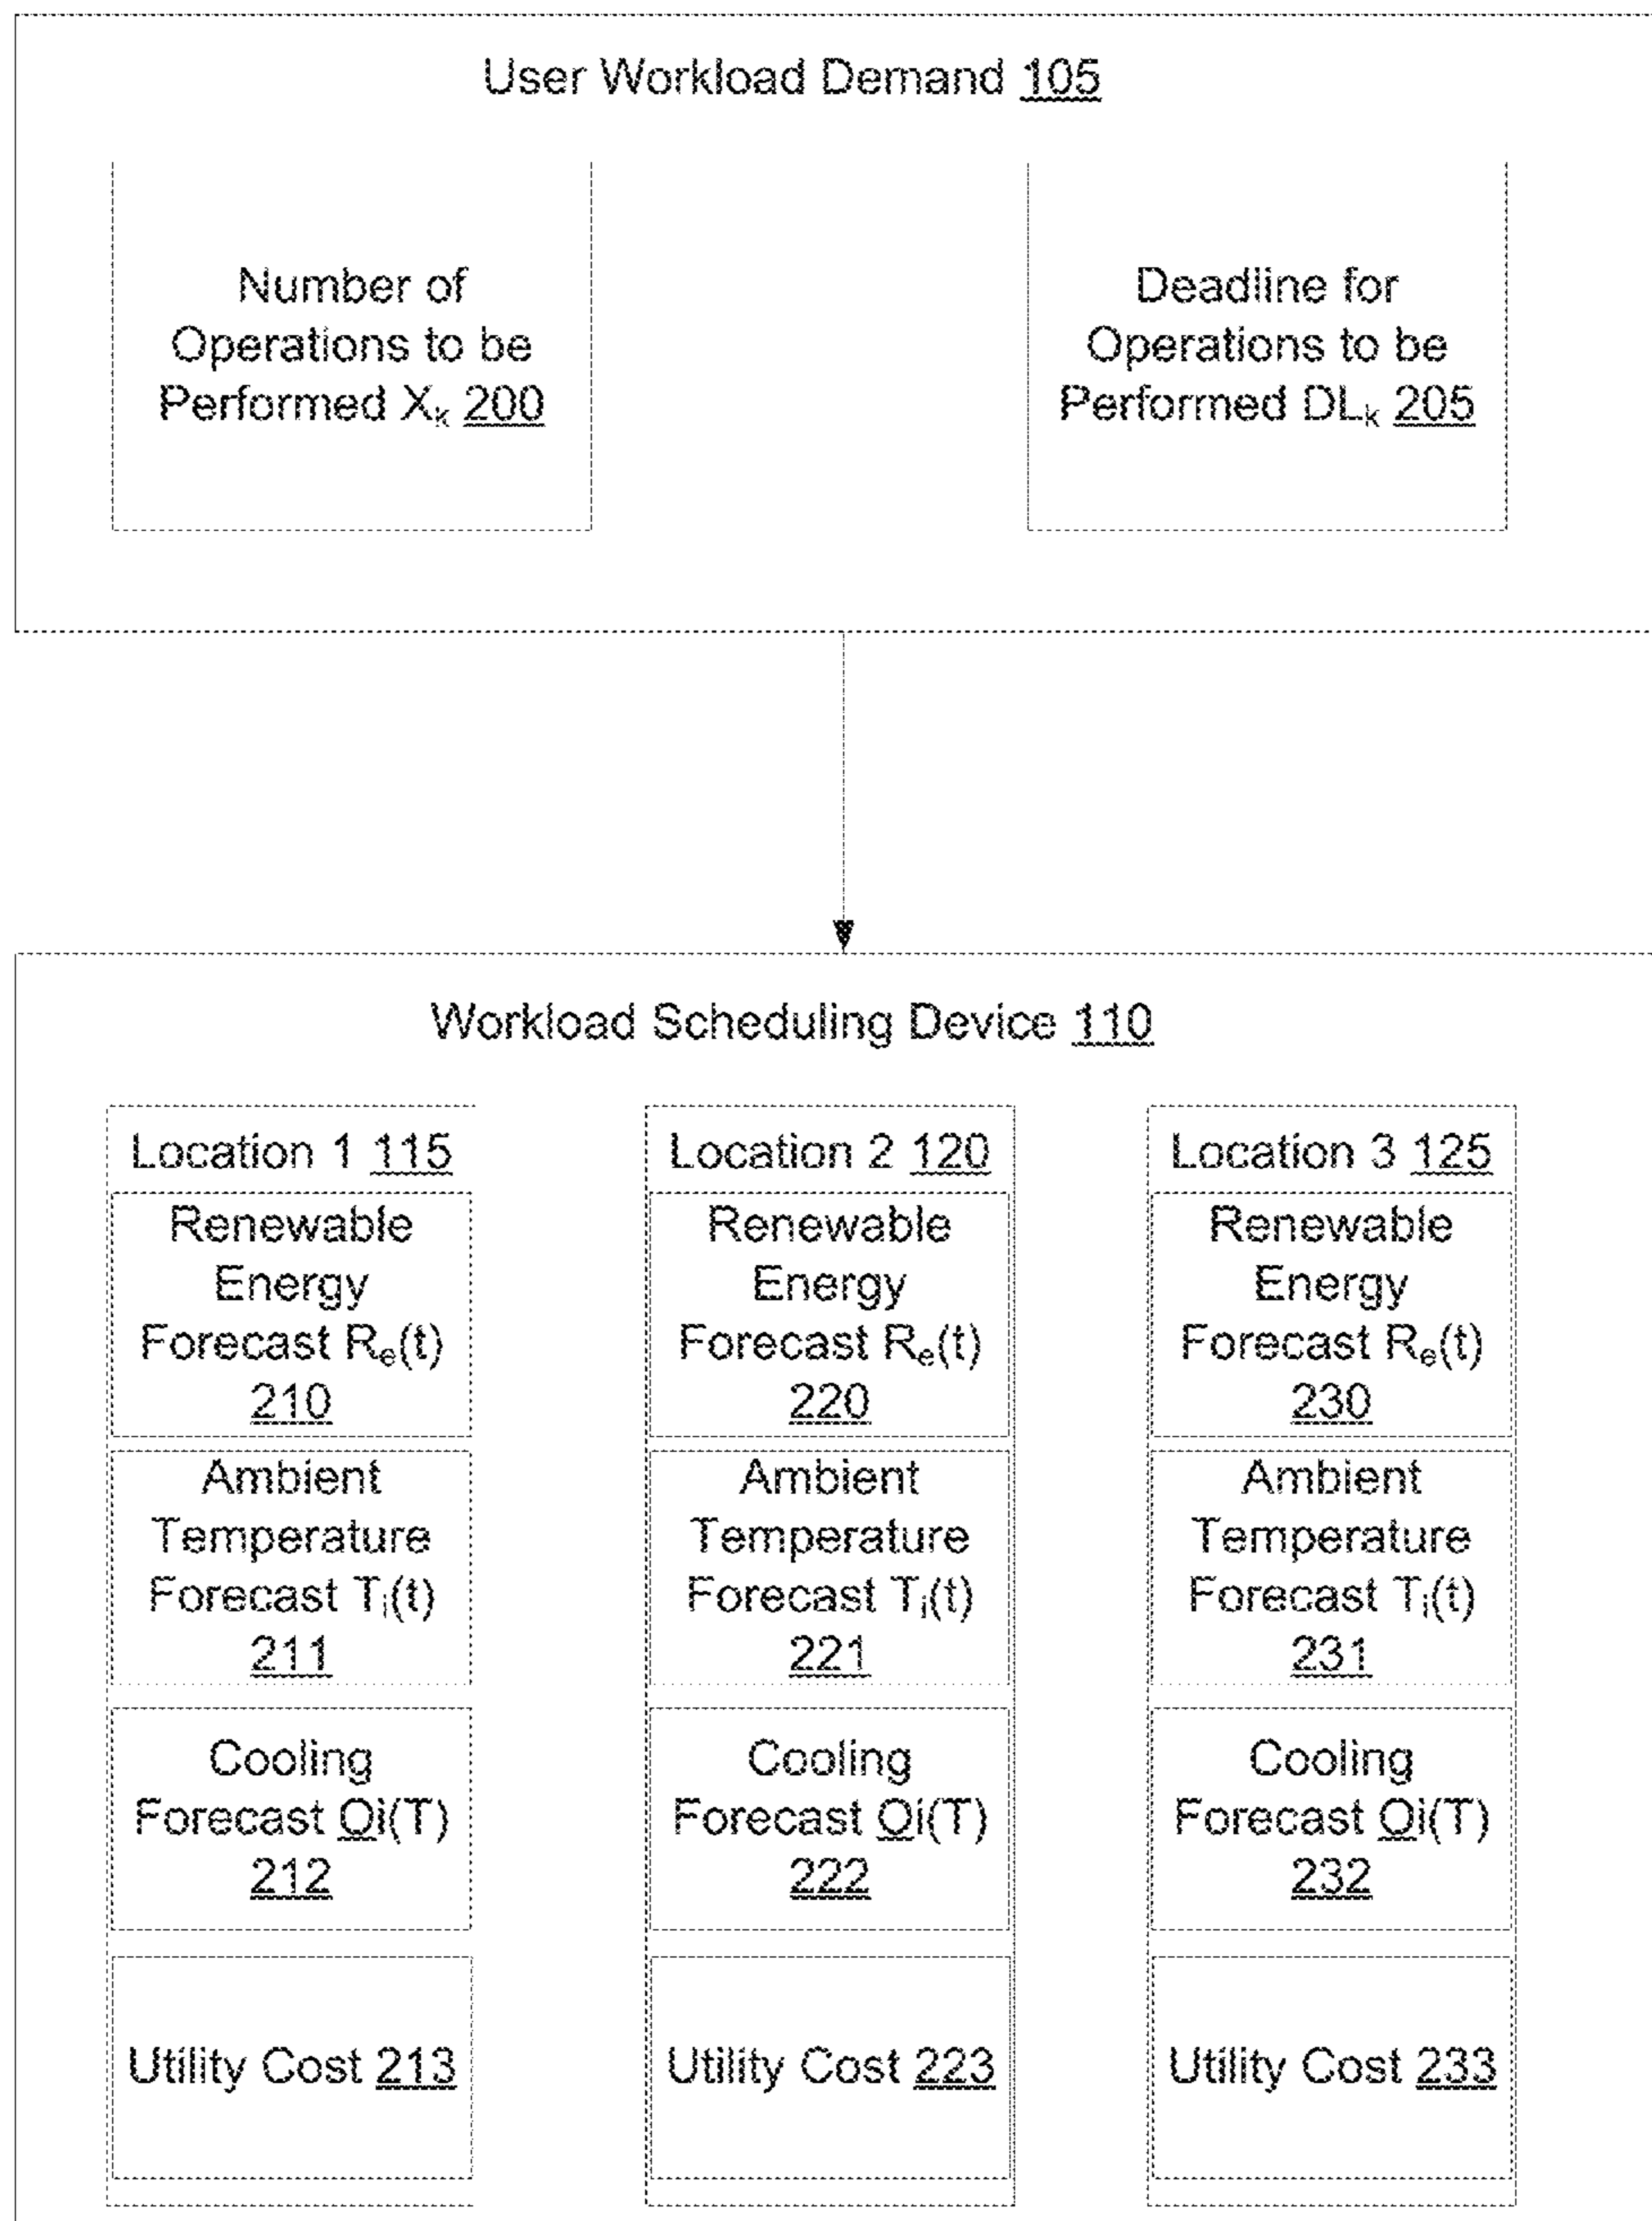 User Workload Demand 105
Number of
Operations to be
Performed Xk 200
Deadline for
Operations to be
Performed DLk 205
Workload Scheduling Device 110
Location 1 115
Renewable
Energy
Forecast Re(t)
210
Ambient
Temperature
Forecast Ti(t)
211
Cooling
Forecast Qi(T)
212
Utility Cost 213
Location 2 120
Renewable
Energy
Forecast Re(t)
220
Ambient
Temperature
Forecast Ti(t)
221
Cooling
Forecast Qi(T)
222
Utility Cost 223
Location 3 125
Renewable
Energy
Forecast Re(t)
230
Ambient
Temperature
Forecast Ti(t)
231
Cooling
Forecast Qi(T)
232
Utility Cost 233